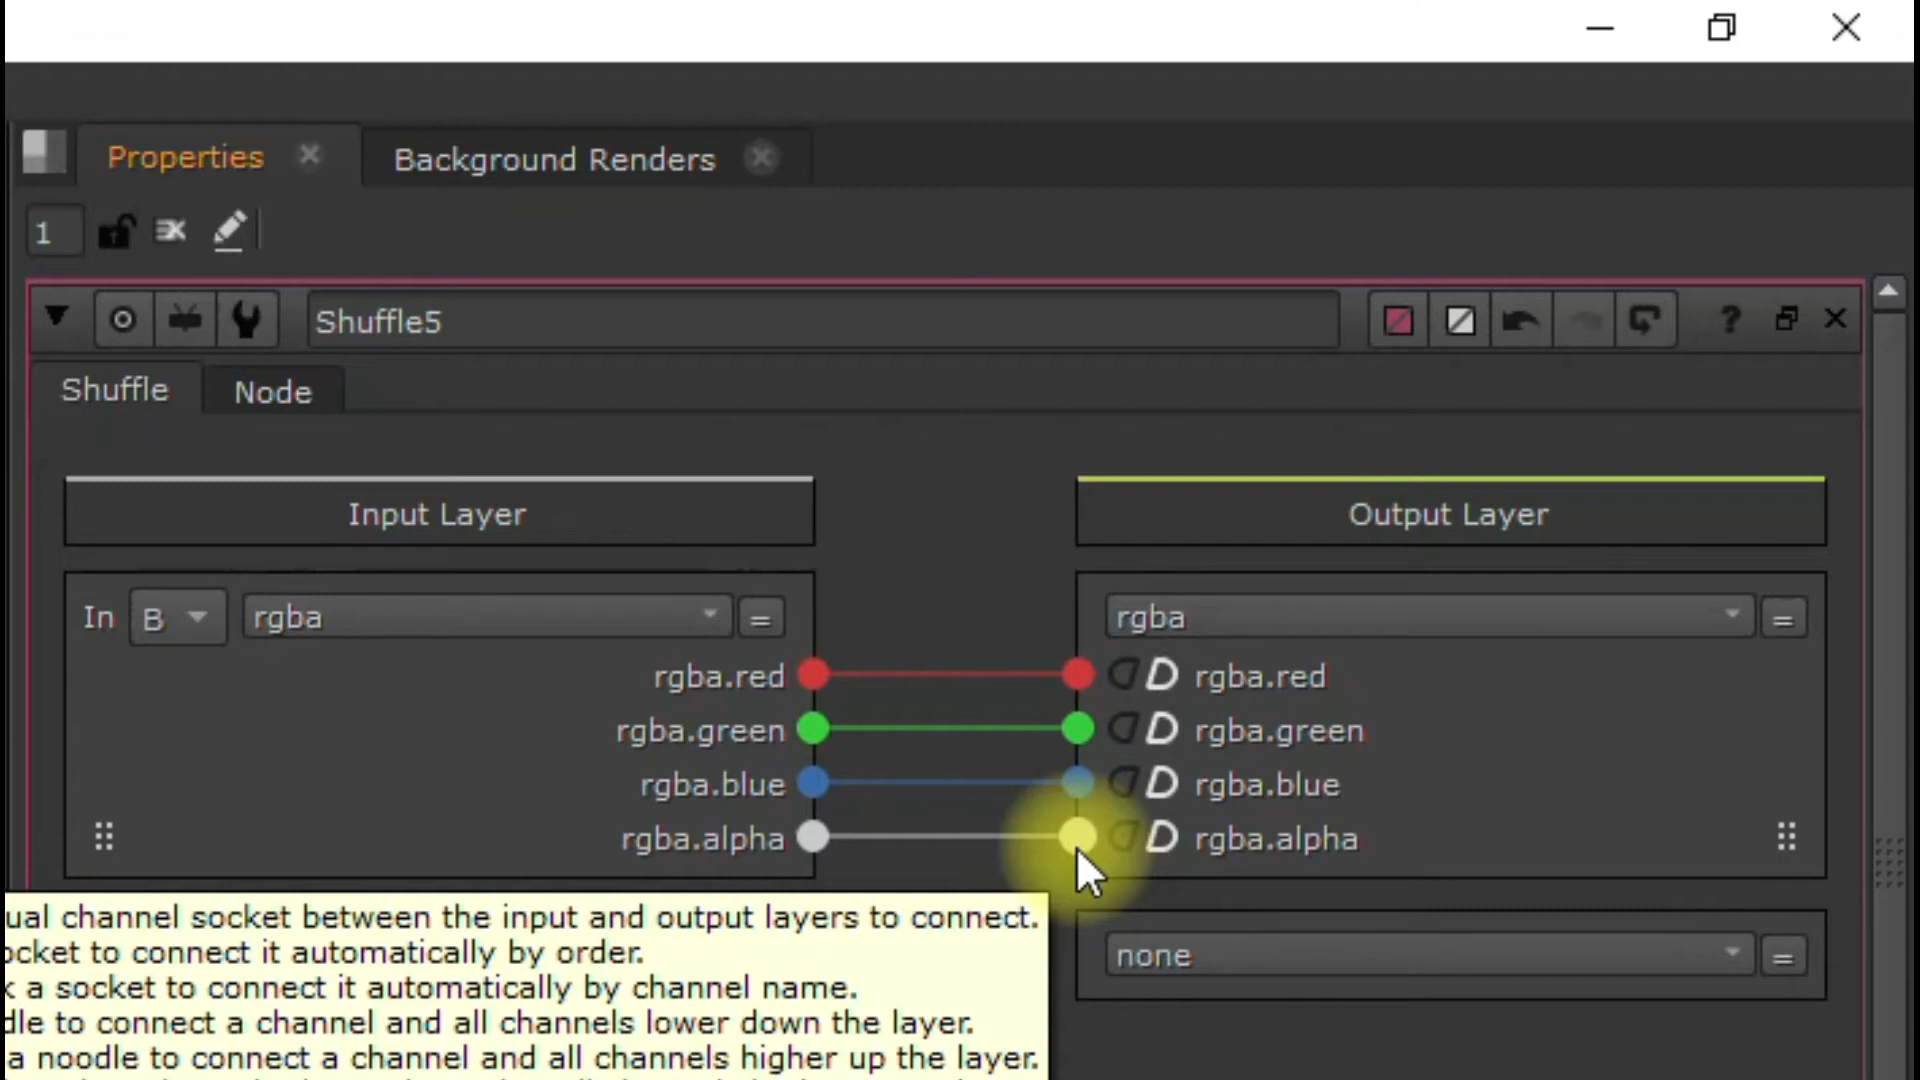 Properties
Background Renders
1
Shuffle5
?
Shuffle
Node
Input Layer
Output Layer
In B rgba =
rgba =
rgba.red
rgba.red
rgba.green
rgba.green
rgba.blue
rgba.blue
rgba.alpha
rgba.alpha
channel socket between the input and output layers to connect.
to connect it automatically by order.
a socket to connect it automatically by channel name.
to connect a channel and all channels lower down the layer.
a noodle to connect a channel and all channels higher up the layer.
none =